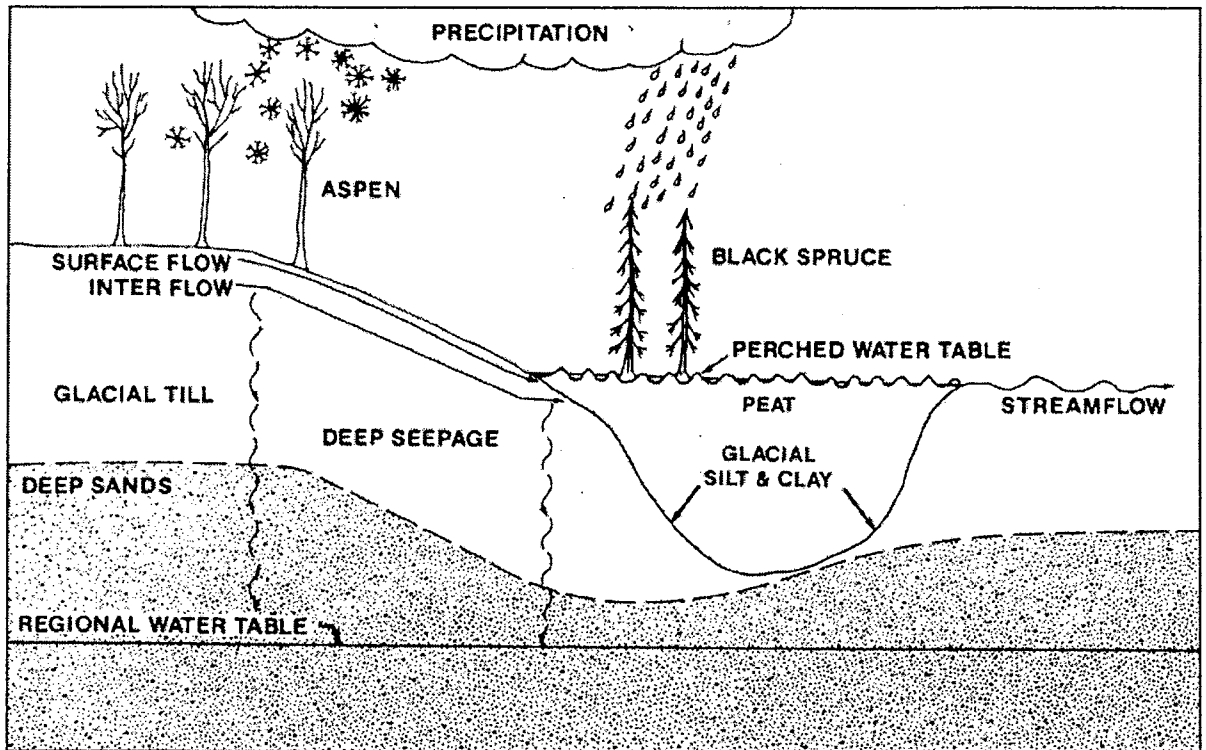 PRECIPITATION
ASPEN
SURFACE FLOW
INTER FLOW
BLACK SPRUCE
PERCHED WATER TABLE
GLACIAL TILL
PEAT
STREAMFLOW
DEEP SEEPAGE
GLACIAL
SILT & CLAY
DEEP SANDS
REGIONAL WATER TABLE